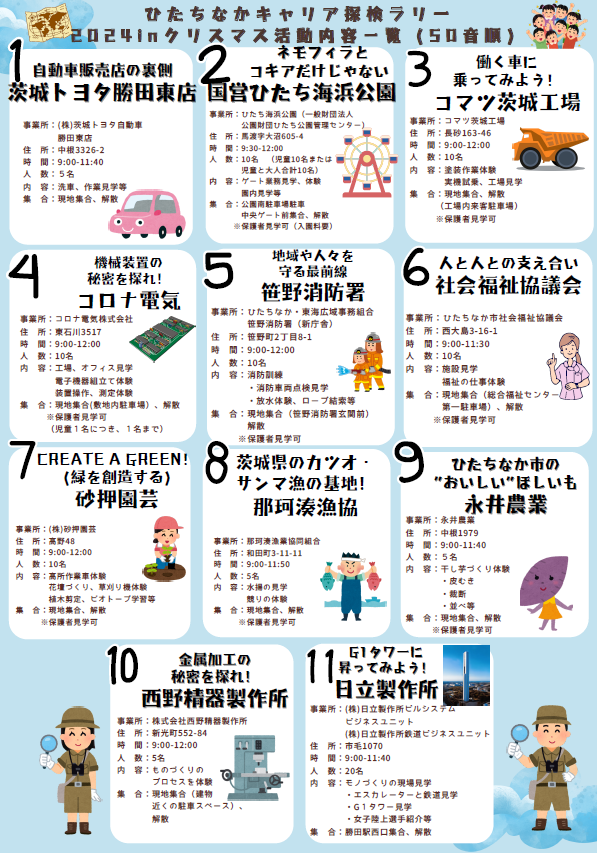 ひたちなかキャリア探検ラリー
2024inクリスマス活動内容一覧（50音順）
1
自動車販売店の裏側
茨城トヨタ勝田東店
事業所：(株)茨城トヨタ自動車
勝田東店
住　所：中根3326-2
時　間：9:00-11:40
人　数：５名
内　容：洗車、作業見学等
集　合：現地集合、解散
2
ネモフィラと
コキアだけじゃない
国営ひたち海浜公園
事業所：ひたち海浜公園（一般財団法人
公園財団ひたち公園管理センター）
住　所：馬渡字大沼605-4
時　間：9:30-12:00
人　数：10名　（児童10名または
児童と大人合計10名）
内　容：ゲート業務見学、体験
園内見学等
集　合：公園南駐車場駐車
中央ゲート前集合、解散
※保護者見学可（入園料要）
3
働く車に
乗ってみよう！
コマツ茨城工場
事業所：コマツ茨城工場
住　所：長砂163-46
時　間：9:00-12:00
人　数：10名
内　容：塗装作業体験
実機試乗、工場見学
集　合：現地集合、解散
（工場内来客駐車場）
※保護者見学可
4
機械装置の
秘密を探れ！
コロナ電気
事業所：コロナ電気株式会社
住　所：東石川3517
時　間：9:00-12:00
人　数：10名
内　容：工場、オフィス見学
電子機器組立て体験
装置操作、測定体験
集　合：現地集合(敷地内駐車場）、解散
※保護者見学可
（児童１名につき、１名まで）
5
地域や人々を
守る最前線
笹野消防署
事業所：ひたちなか・東海広域事務組合
笹野消防署（新庁舎）
住　所：笹野町2丁目8-1
時　間：9:00-12:00
人　数：10名
内　容：消防訓練
・消防車両点検見学
・放水体験、ロープ結索等
集　合：現地集合（笹野消防署玄関前）
解散
※保護者見学可
6
人と人との支え合い
社会福祉協議会
事業所：ひたちなか市社会福祉協議会
住　所：西大島3-16-1
時　間：9:00-11:30
人　数：10名
内　容：施設見学
福祉の仕事体験
集　合：現地集合（総合福祉センター
第一駐車場）、解散
※保護者見学可
7
CREATE A GREEN!
(緑を創造する)
砂押園芸
事業所：(株)砂押園芸
住　所：高野48
時　間：9:00-12:00
人　数：10名
内　容：高所作業車体験
花壇づくり、草刈り機体験
植木剪定、ビオトープ学習等
集　合：現地集合、解散
※保護者見学可
8
茨城県のカツオ・
サンマ漁の基地！
那珂湊漁協
事業所：那珂湊漁業協同組合
住　所：和田町3-11-11
時　間：9:00-11:50
人　数：5名
内　容：水揚の見学
競りの体験
集　合：現地集合、解散
※保護者見学可
9
ひたちなか市の
"おいしい"ほしいも
永井農業
事業所：永井農業
住　所：中根1979
時　間：9:00-11:40
人　数：５名
内　容：干し芋づくり体験
・皮むき
・裁断
・並べ等
集　合：現地集合、解散
※保護者見学可
10
金属加工の
秘密を探れ！
西野精器製作所
事業所：株式会社西野精器製作所
住　所：新光町552-84
時　間：9:00-12:00
人　数：5名
内　容：ものづくりの
プロセスを体験
集　合：現地集合（建物
近くの駐車スペース）、
解散
11
G1タワーに
昇ってみよう！
日立製作所
事業所：(株)日立製作所ビルシステム
ビジネスユニット
(株)日立製作所鉄道ビジネスユニット
住　所：市毛1070
時　間：9:00-11:40
人　数：20名
内　容：モノづくりの現場見学
・エスカレーターと鉄道見学
・G1タワー見学
・女子陸上選手紹介等
集　合：勝田駅西口集合、解散